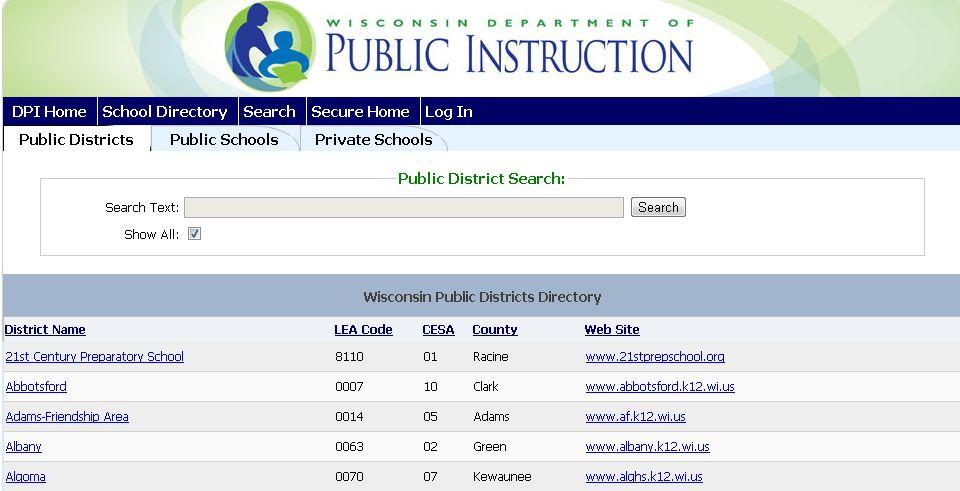 WISCONSIN DEPARTMENT OF
PUBLIC INSTRUCTION
DPI Home School Directory Search Secure Home Log In
Public Districts Public Schools Private Schools
Public District Search:
Search Text: Search
Show All:
Wisconsin Public Districts Directory
District Name LEA Code CESA County Web Site
21st Century Preparatory School 8110 01 Racine www.21stprepschool.org
Abbotsford 0007 10 Clark www.abbotsford.k12.wi.us
Adams-Friendship Area 0014 05 Adams www.af.k12.wi.us
Albany 0063 02 Green www.albany.k12.wi.us
Algoma 0070 07 Kewaunee www.alghs.k12.wi.us